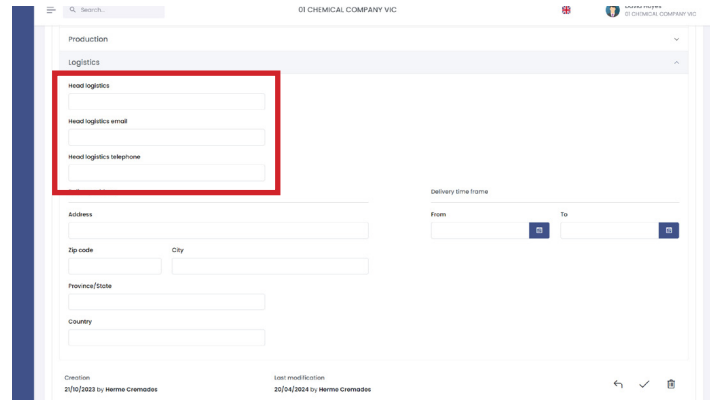 Search..
01 CHEMICAL COMPANY VIC
01 CHEMICAL COMPANY VIC
Production
Logistics
Head logistics
Head logistics email
Head logistics telephone
Delivery time frame
Address
From
To
Zip code
City
Province/State
Country
Creation
Last modification
21/10/2023 by Herme Cremades
20/04/2024 by Herme Cremades